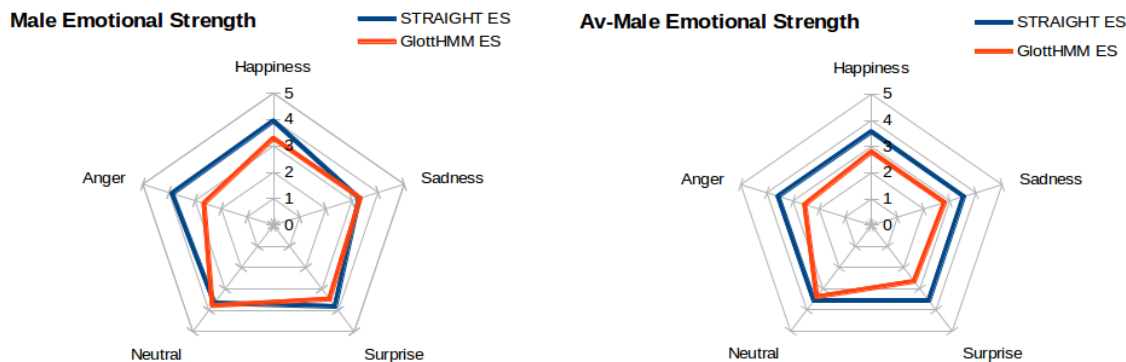 Male Emotional Strength
STRAIGHT ES
GlottHMM ES
Happiness
5
4
3
2
1
0
Anger
Sadness
Neutral
Surprise
Av-Male Emotional Strength
STRAIGHT ES
GlottHMM ES
Happiness
5
4
3
2
1
0
Anger
Sadness
Neutral
Surprise